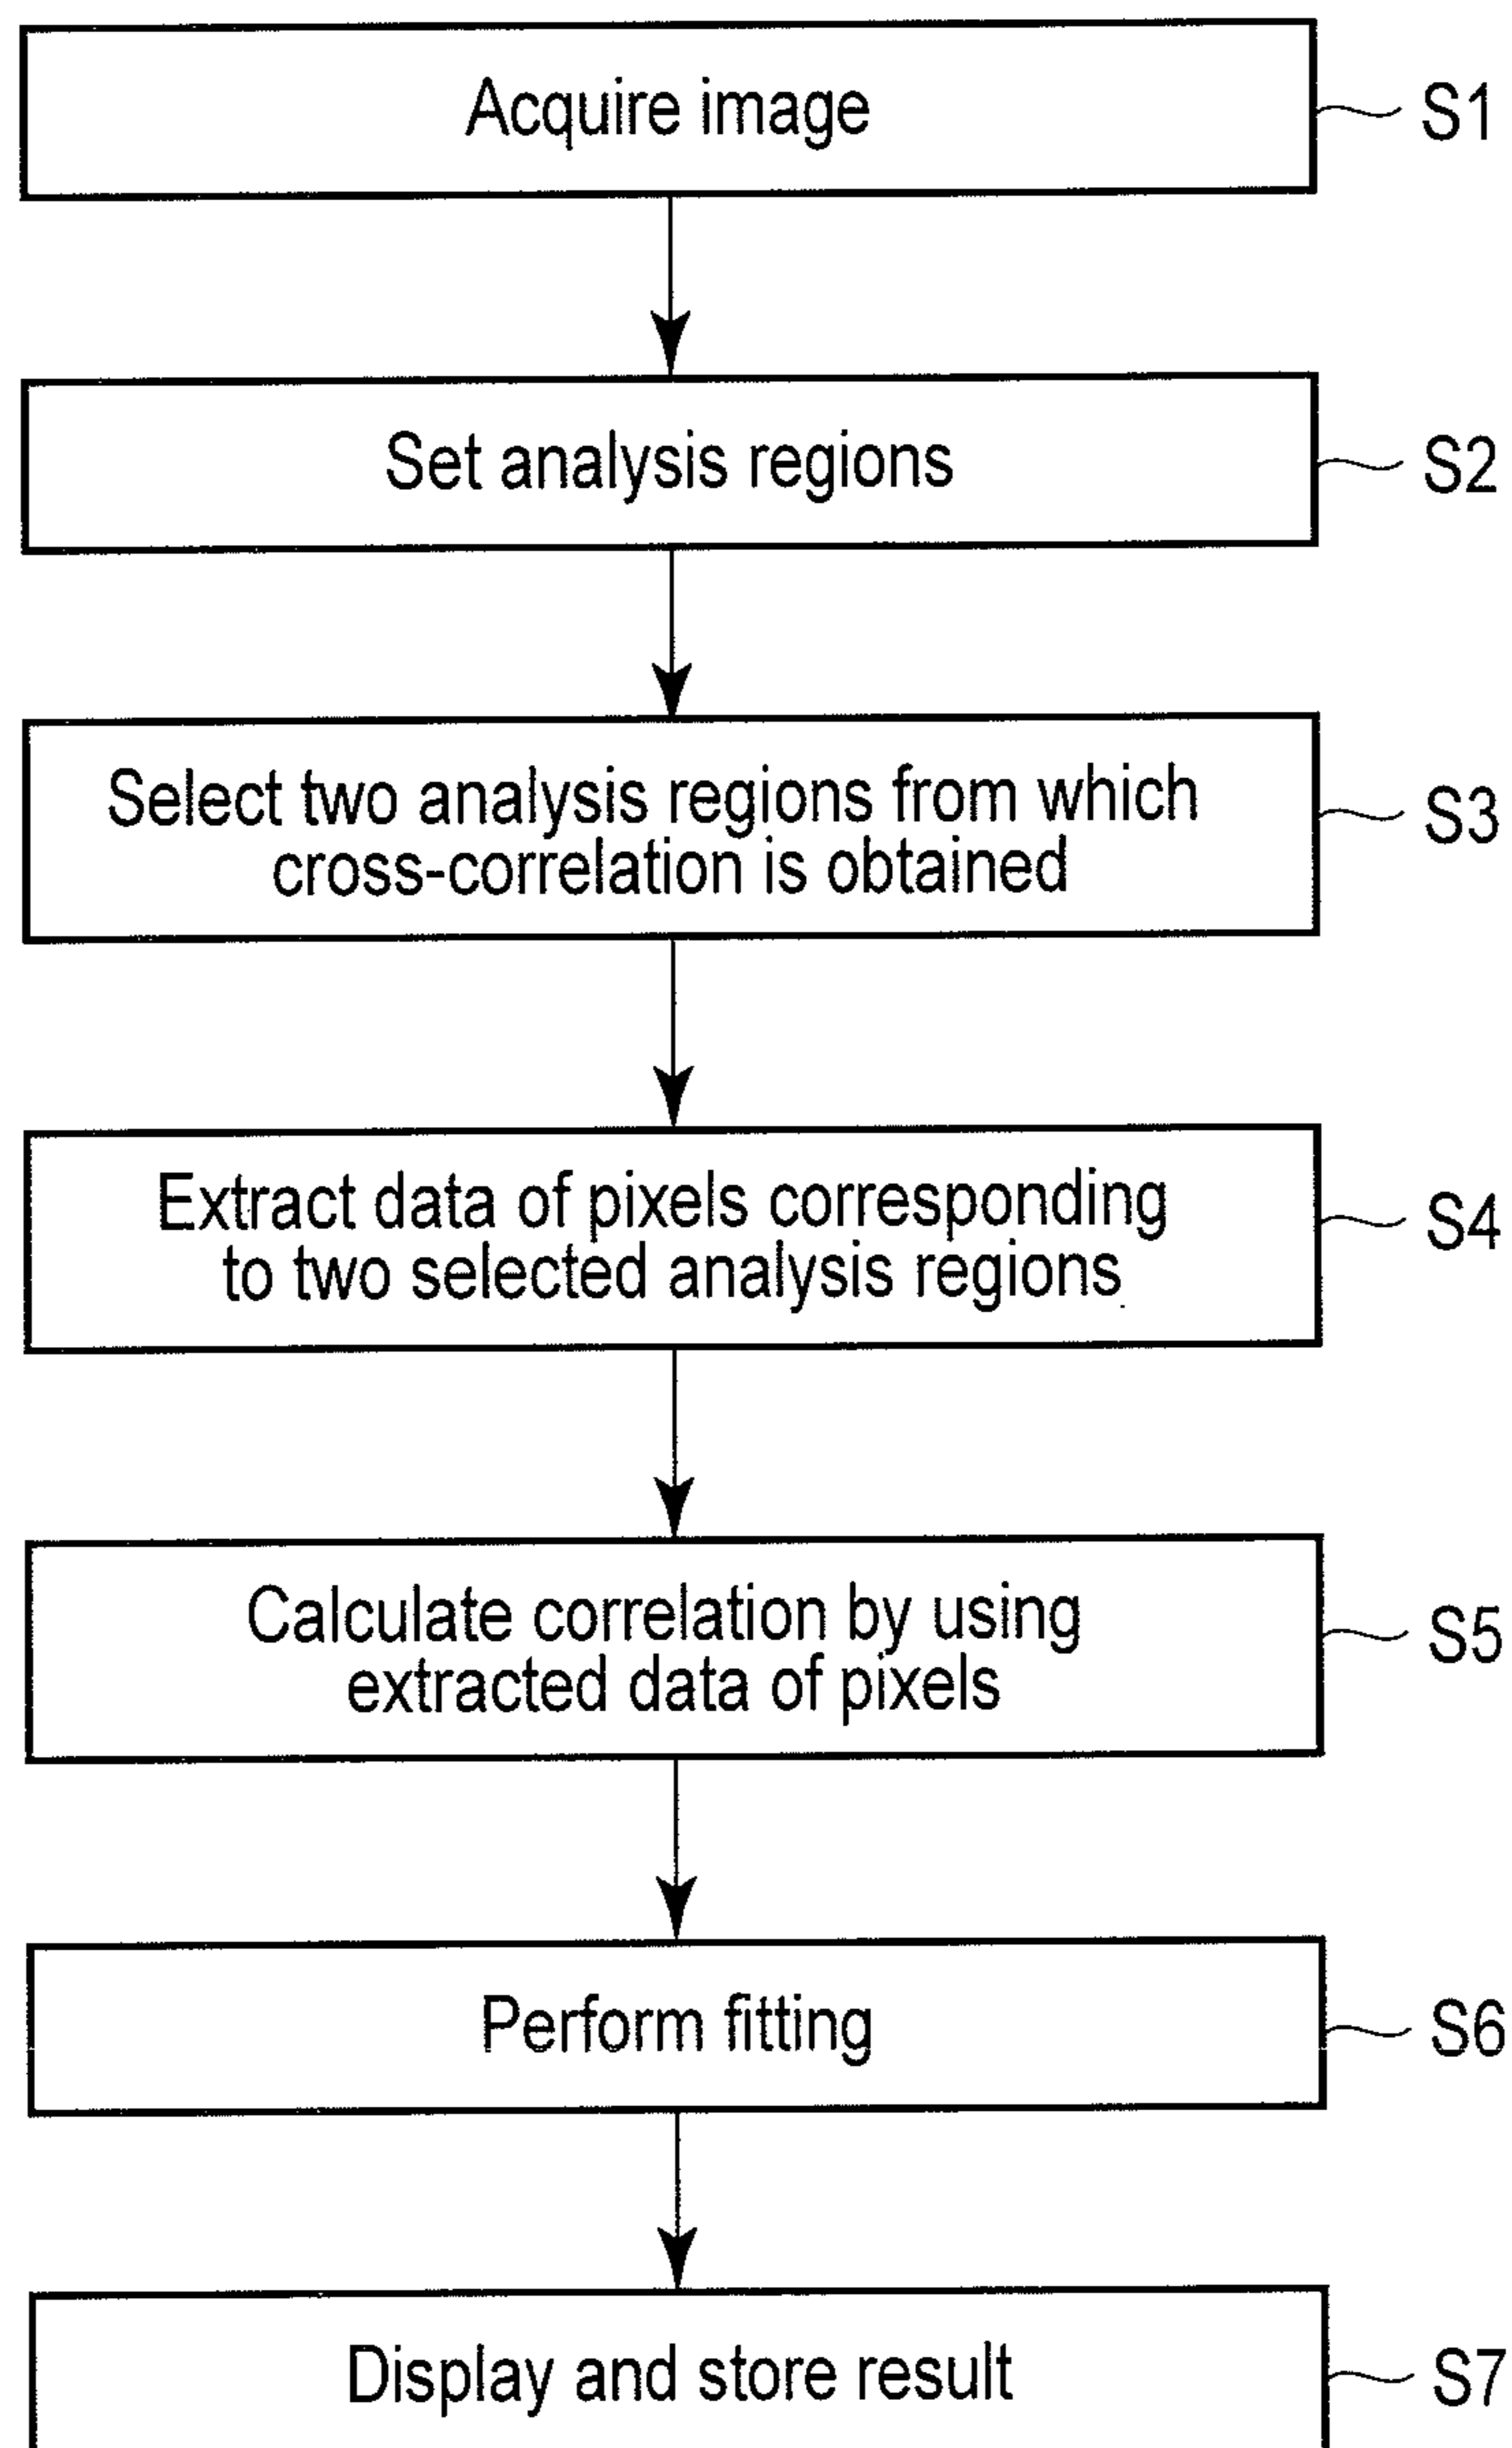 Acquire image
S1
Set analysis regions
S2
Select two analysis regions from which
cross-correlation is obtained
S3
Extract data of pixels corresponding
to two selected analysis regions
S4
Calculate correlation by using
extracted data of pixels
S5
Perform fitting
S6
Display and store result
S7